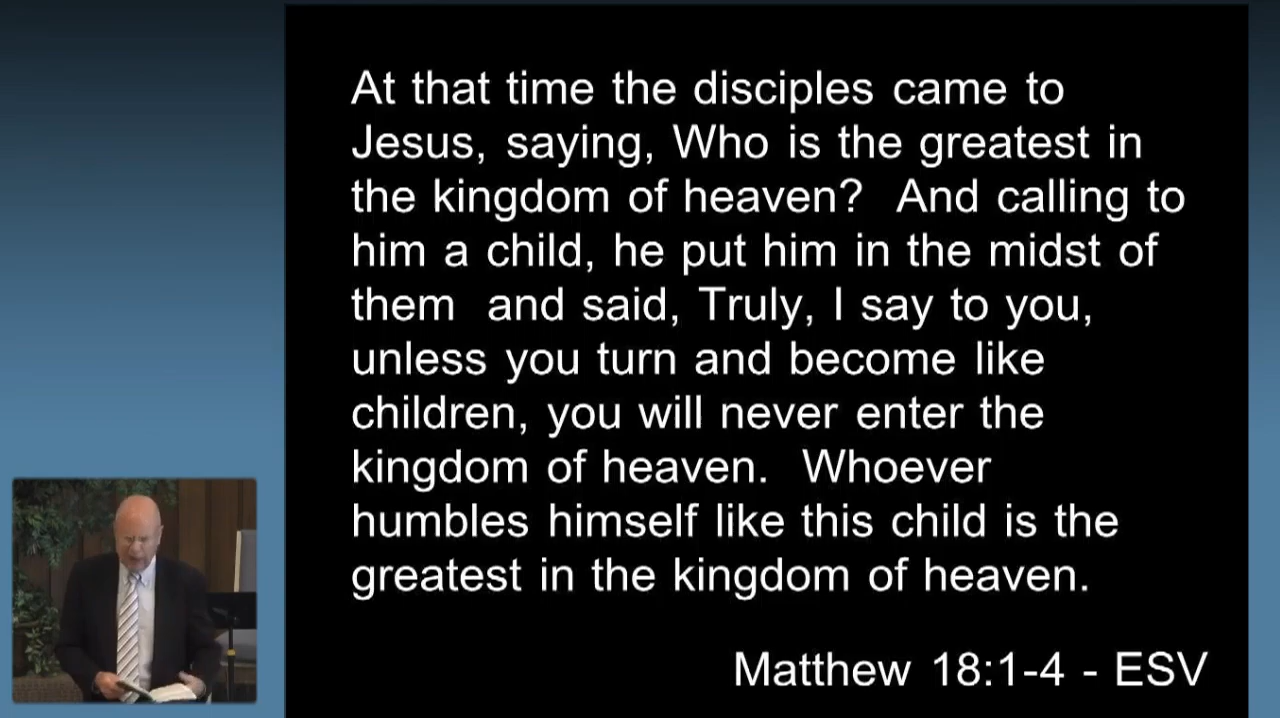 At that time the disciples came to
Jesus, saying, Who is the greatest in
the kingdom of heaven?  And calling to
him a child, he put him in the midst of
them  and said, Truly, I say to you,
unless you turn and become like
children, you will never enter the
kingdom of heaven.  Whoever
humbles himself like this child is the
greatest in the kingdom of heaven.
Matthew 18:1-4 - ESV